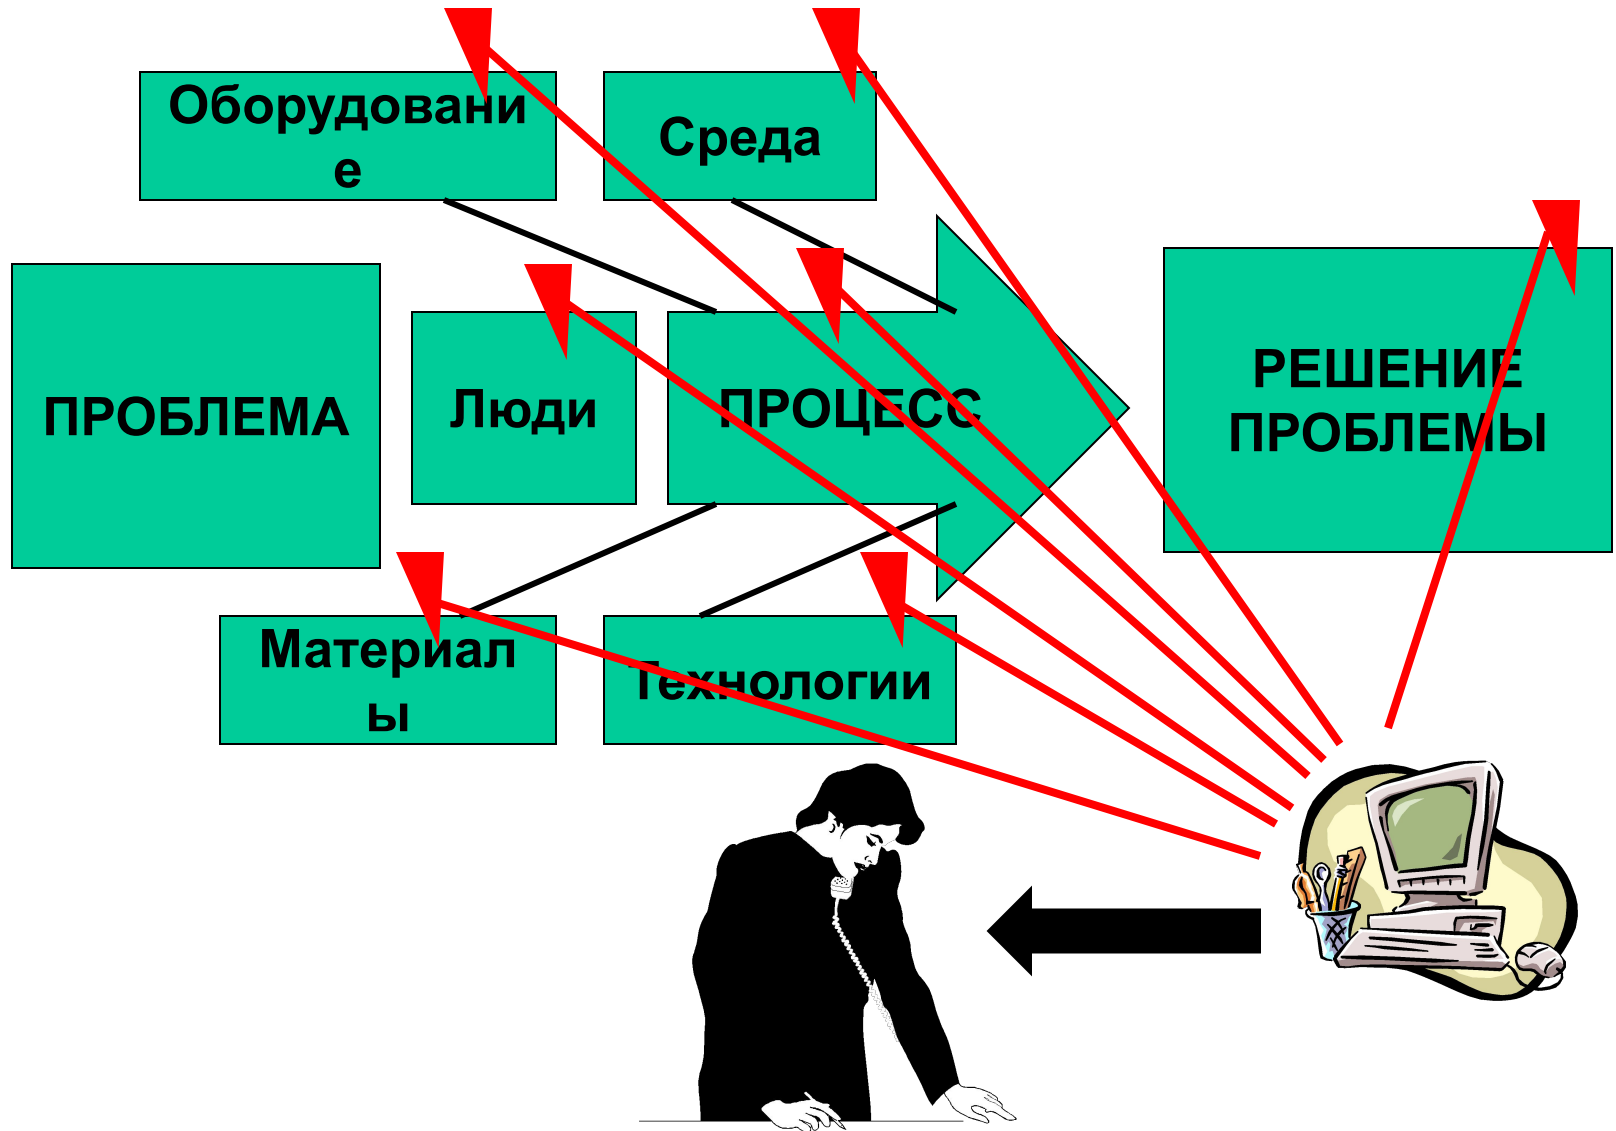 Оборудовани
е
Среда
ПРОБЛЕМА
Люди
ПРОЦЕСС
РЕШЕНИЕ
ПРОБЛЕМЫ
Материал
ы
Технологии